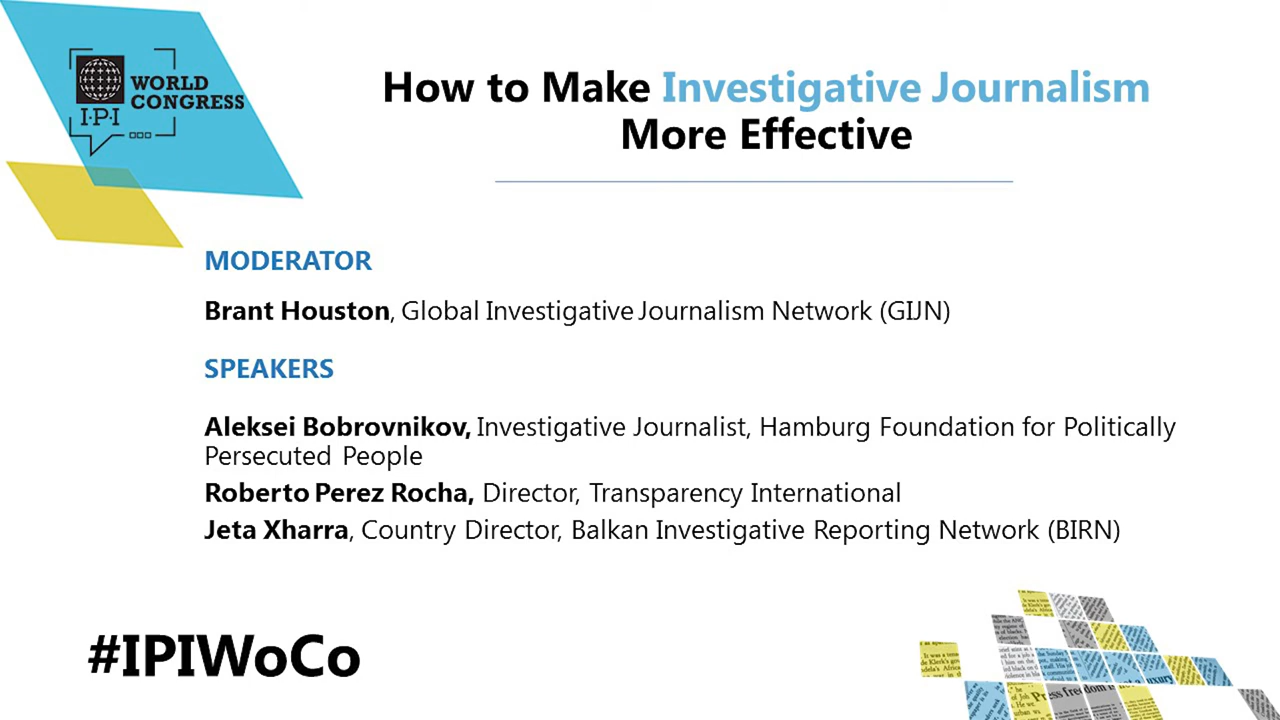 WORLD
CONGRESS
I·P·I
How to Make Investigative Journalism
More Effective
MODERATOR
Brant Houston, Global Investigative Journalism Network (GIJN)
SPEAKERS
Aleksei Bobrovnikov, Investigative Journalist, Hamburg Foundation for Politically
Persecuted People
Roberto Perez Rocha, Director, Transparency International
Jeta Xharra, Country Director, Balkan Investigative Reporting Network (BIRN)
#IPIWoCo
Press freedom